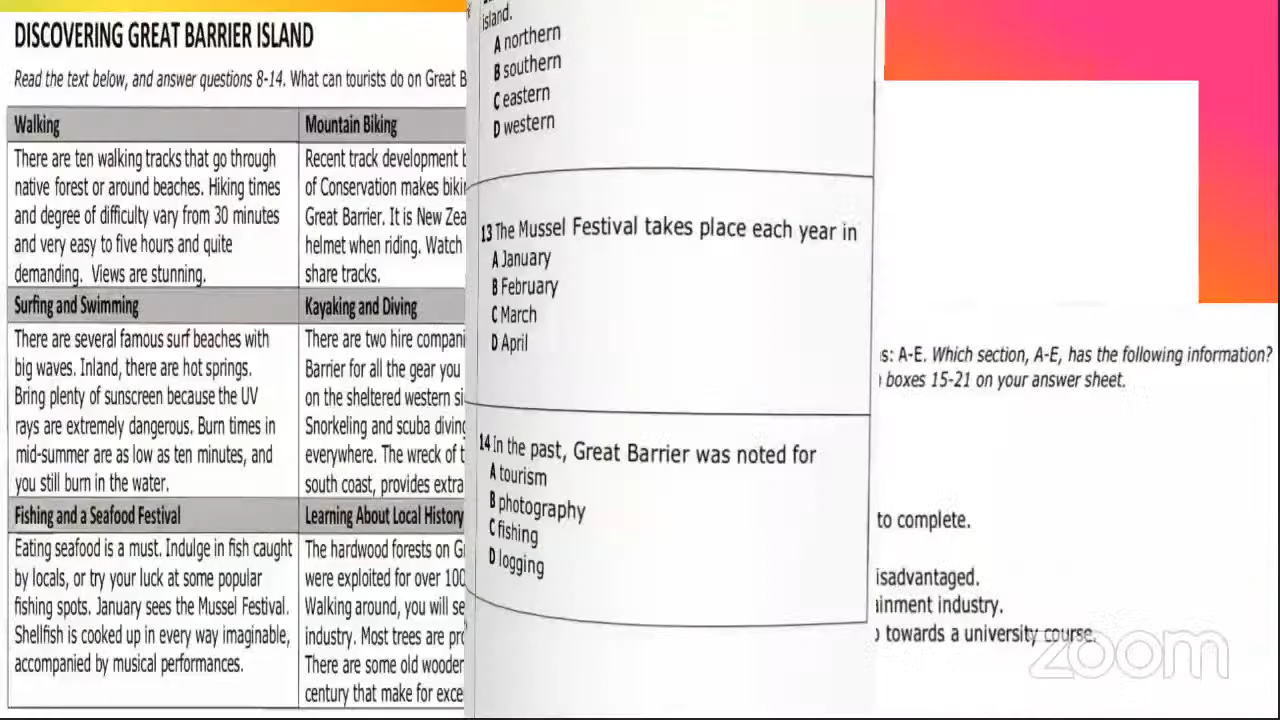 DISCOVERING GREAT BARRIER ISLAND
Read the text below, and answer questions 8-14. What can tourists do on Great B
Walking
There are ten walking tracks that go through
native forest or around beaches. Hiking times
and degree of difficulty vary from 30 minutes
and very easy to five hours and quite
demanding. Views are stunning.
Mountain Biking
Recent track development b
of Conservation makes biki
Great Barrier. It is New Zea
helmet when riding. Watch
share tracks.
Surfing and Swimming
There are several famous surf beaches with
big waves. Inland, there are hot springs.
Bring plenty of sunscreen because the UV
rays are extremely dangerous. Burn times in
mid-summer are as low as ten minutes, and
you still burn in the water.
Kayaking and Diving
There are two hire compani
Barrier for all the gear you
on the sheltered western si
Snorkeling and scuba diving
everywhere. The wreck of t
south coast, provides extra
Fishing and a Seafood Festival
Eating seafood is a must. Indulge in fish caught
by locals, or try your luck at some popular
fishing spots. January sees the Mussel Festival.
Shellfish is cooked up in every way imaginable,
accompanied by musical performances.
Learning About Local History
The hardwood forests on G
were exploited for over 100
Walking around, you will se
industry. Most trees are pro
There are some old wooder
century that make for exce
island.
A northern
B southern
C eastern
D western
13 The Mussel Festival takes place each year in
A January
B February
C March
D April
14 In the past, Great Barrier was noted for
A tourism
B photography
C fishing
D logging
s: A-E. Which section, A-E, has the following information?
boxes 15-21 on your answer sheet.
to complete.
isadvantaged.
ainment industry.
towards a university course.
zoom